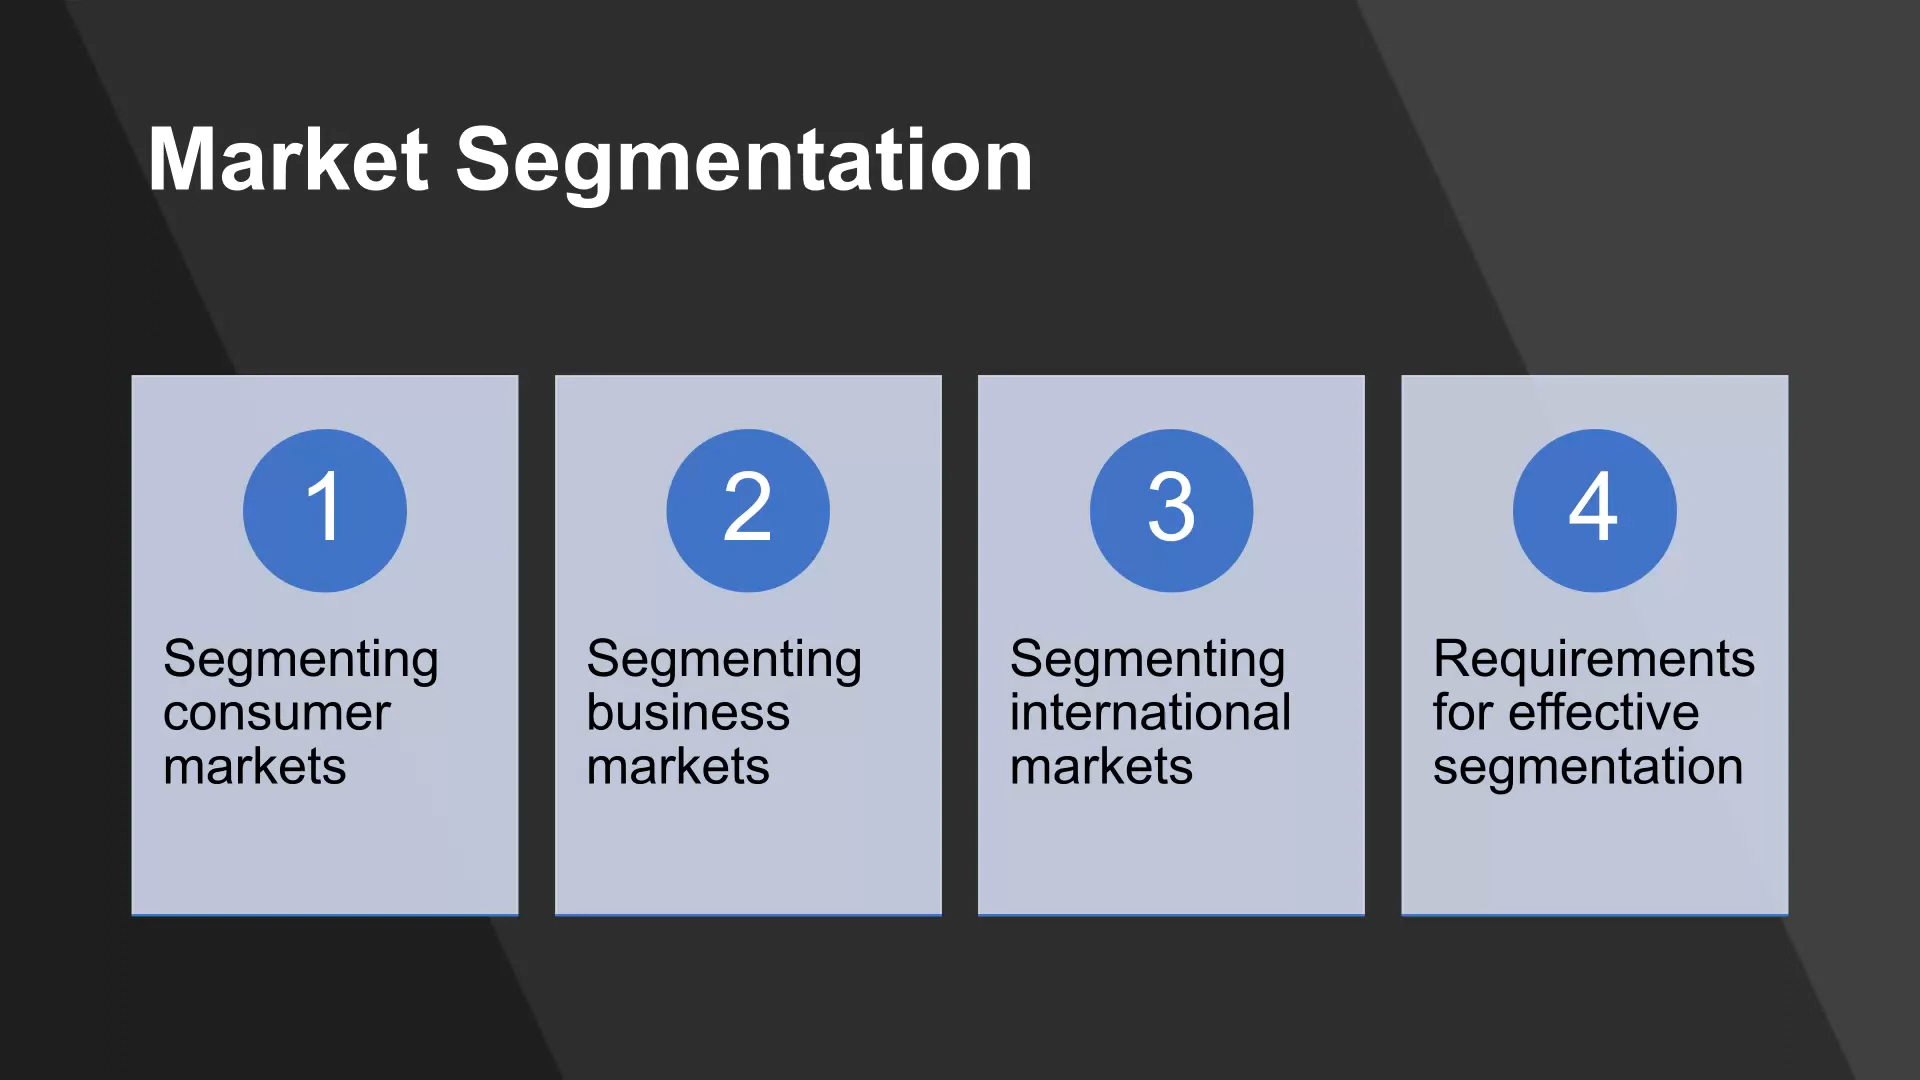 Market Segmentation
1
Segmenting
consumer
markets
2
Segmenting
business
markets
3
Segmenting
international
markets
4
Requirements
for effective
segmentation